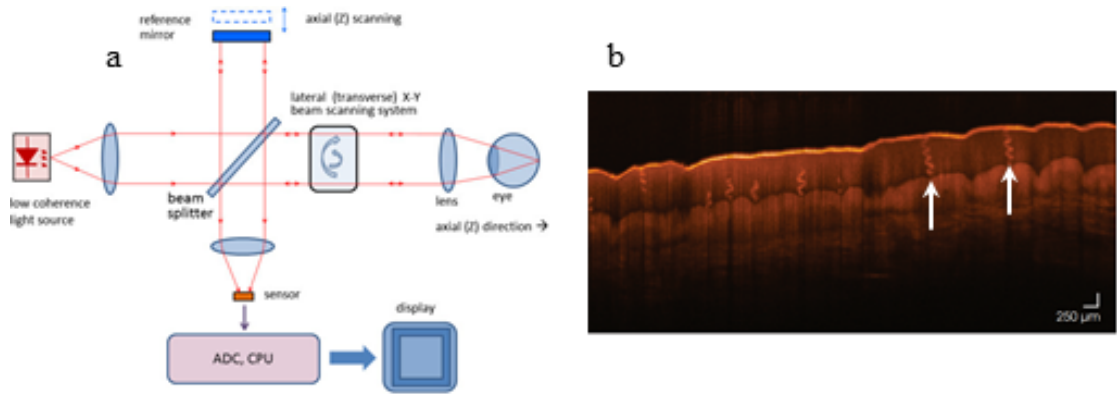 a
reference
mirror
axial (Z) scanning
lateral (transverse) X-Y
beam scanning system
low coherence
light source
beam
splitter
lens
eye
axial (Z) direction →
sensor
display
ADC, CPU
b
250 µm